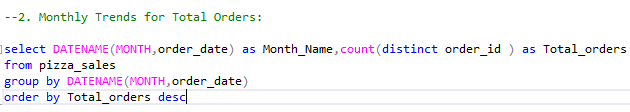 --2. Monthly Trends for Total Orders:
select DATENAME(MONTH,order_date) as Month_Name,count(distinct order_id ) as Total_orders
from pizza_sales
group by DATENAME(MONTH,order_date)
order by Total_orders desc